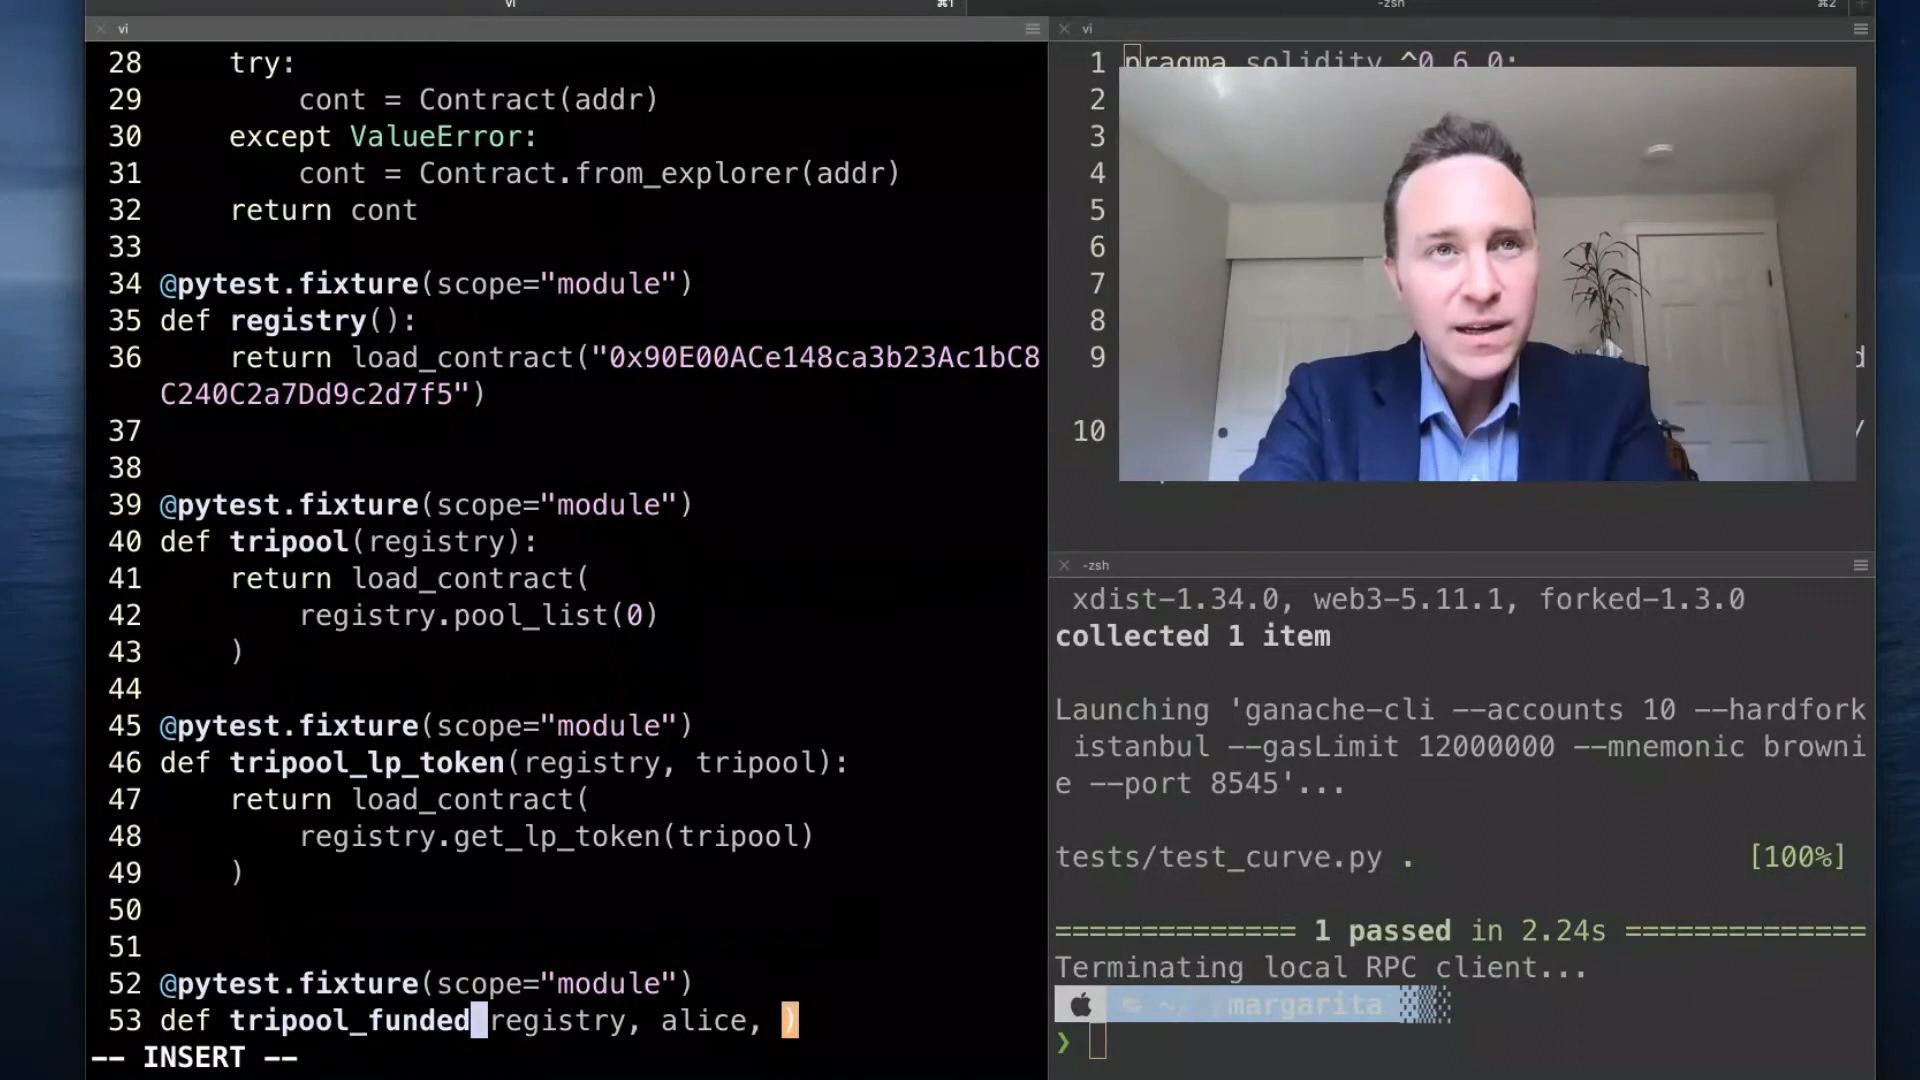 vi
⌘1
-zsh
⌘2
vi
28 try:
29 cont = Contract(addr)
30 except ValueError:
31 cont = Contract.from_explorer(addr)
32 return cont
33
34 @pytest.fixture(scope="module")
35 def registry():
36 return load_contract("0x90E00ACe148ca3b23Ac1bC8
C240C2a7Dd9c2d7f5")
37
38
39 @pytest.fixture(scope="module")
40 def tripool(registry):
41 return load_contract(
42 registry.pool_list(0)
43 )
44
45 @pytest.fixture(scope="module")
46 def tripool_lp_token(registry, tripool):
47 return load_contract(
48 registry.get_lp_token(tripool)
49 )
50
51
52 @pytest.fixture(scope="module")
53 def tripool_funded(registry, alice, )
-- INSERT --
vi
1 pragma solidity ^0.6.0;
2
3
4
5
6
7
8
9 d
10 /
-zsh
xdist-1.34.0, web3-5.11.1, forked-1.3.0
collected 1 item
Launching 'ganache-cli --accounts 10 --hardfork
istanbul --gasLimit 12000000 --mnemonic browni
e --port 8545'...
tests/test_curve.py . [100%]
============== 1 passed in 2.24s ==============
Terminating local RPC client...
~/ / margarita
❯